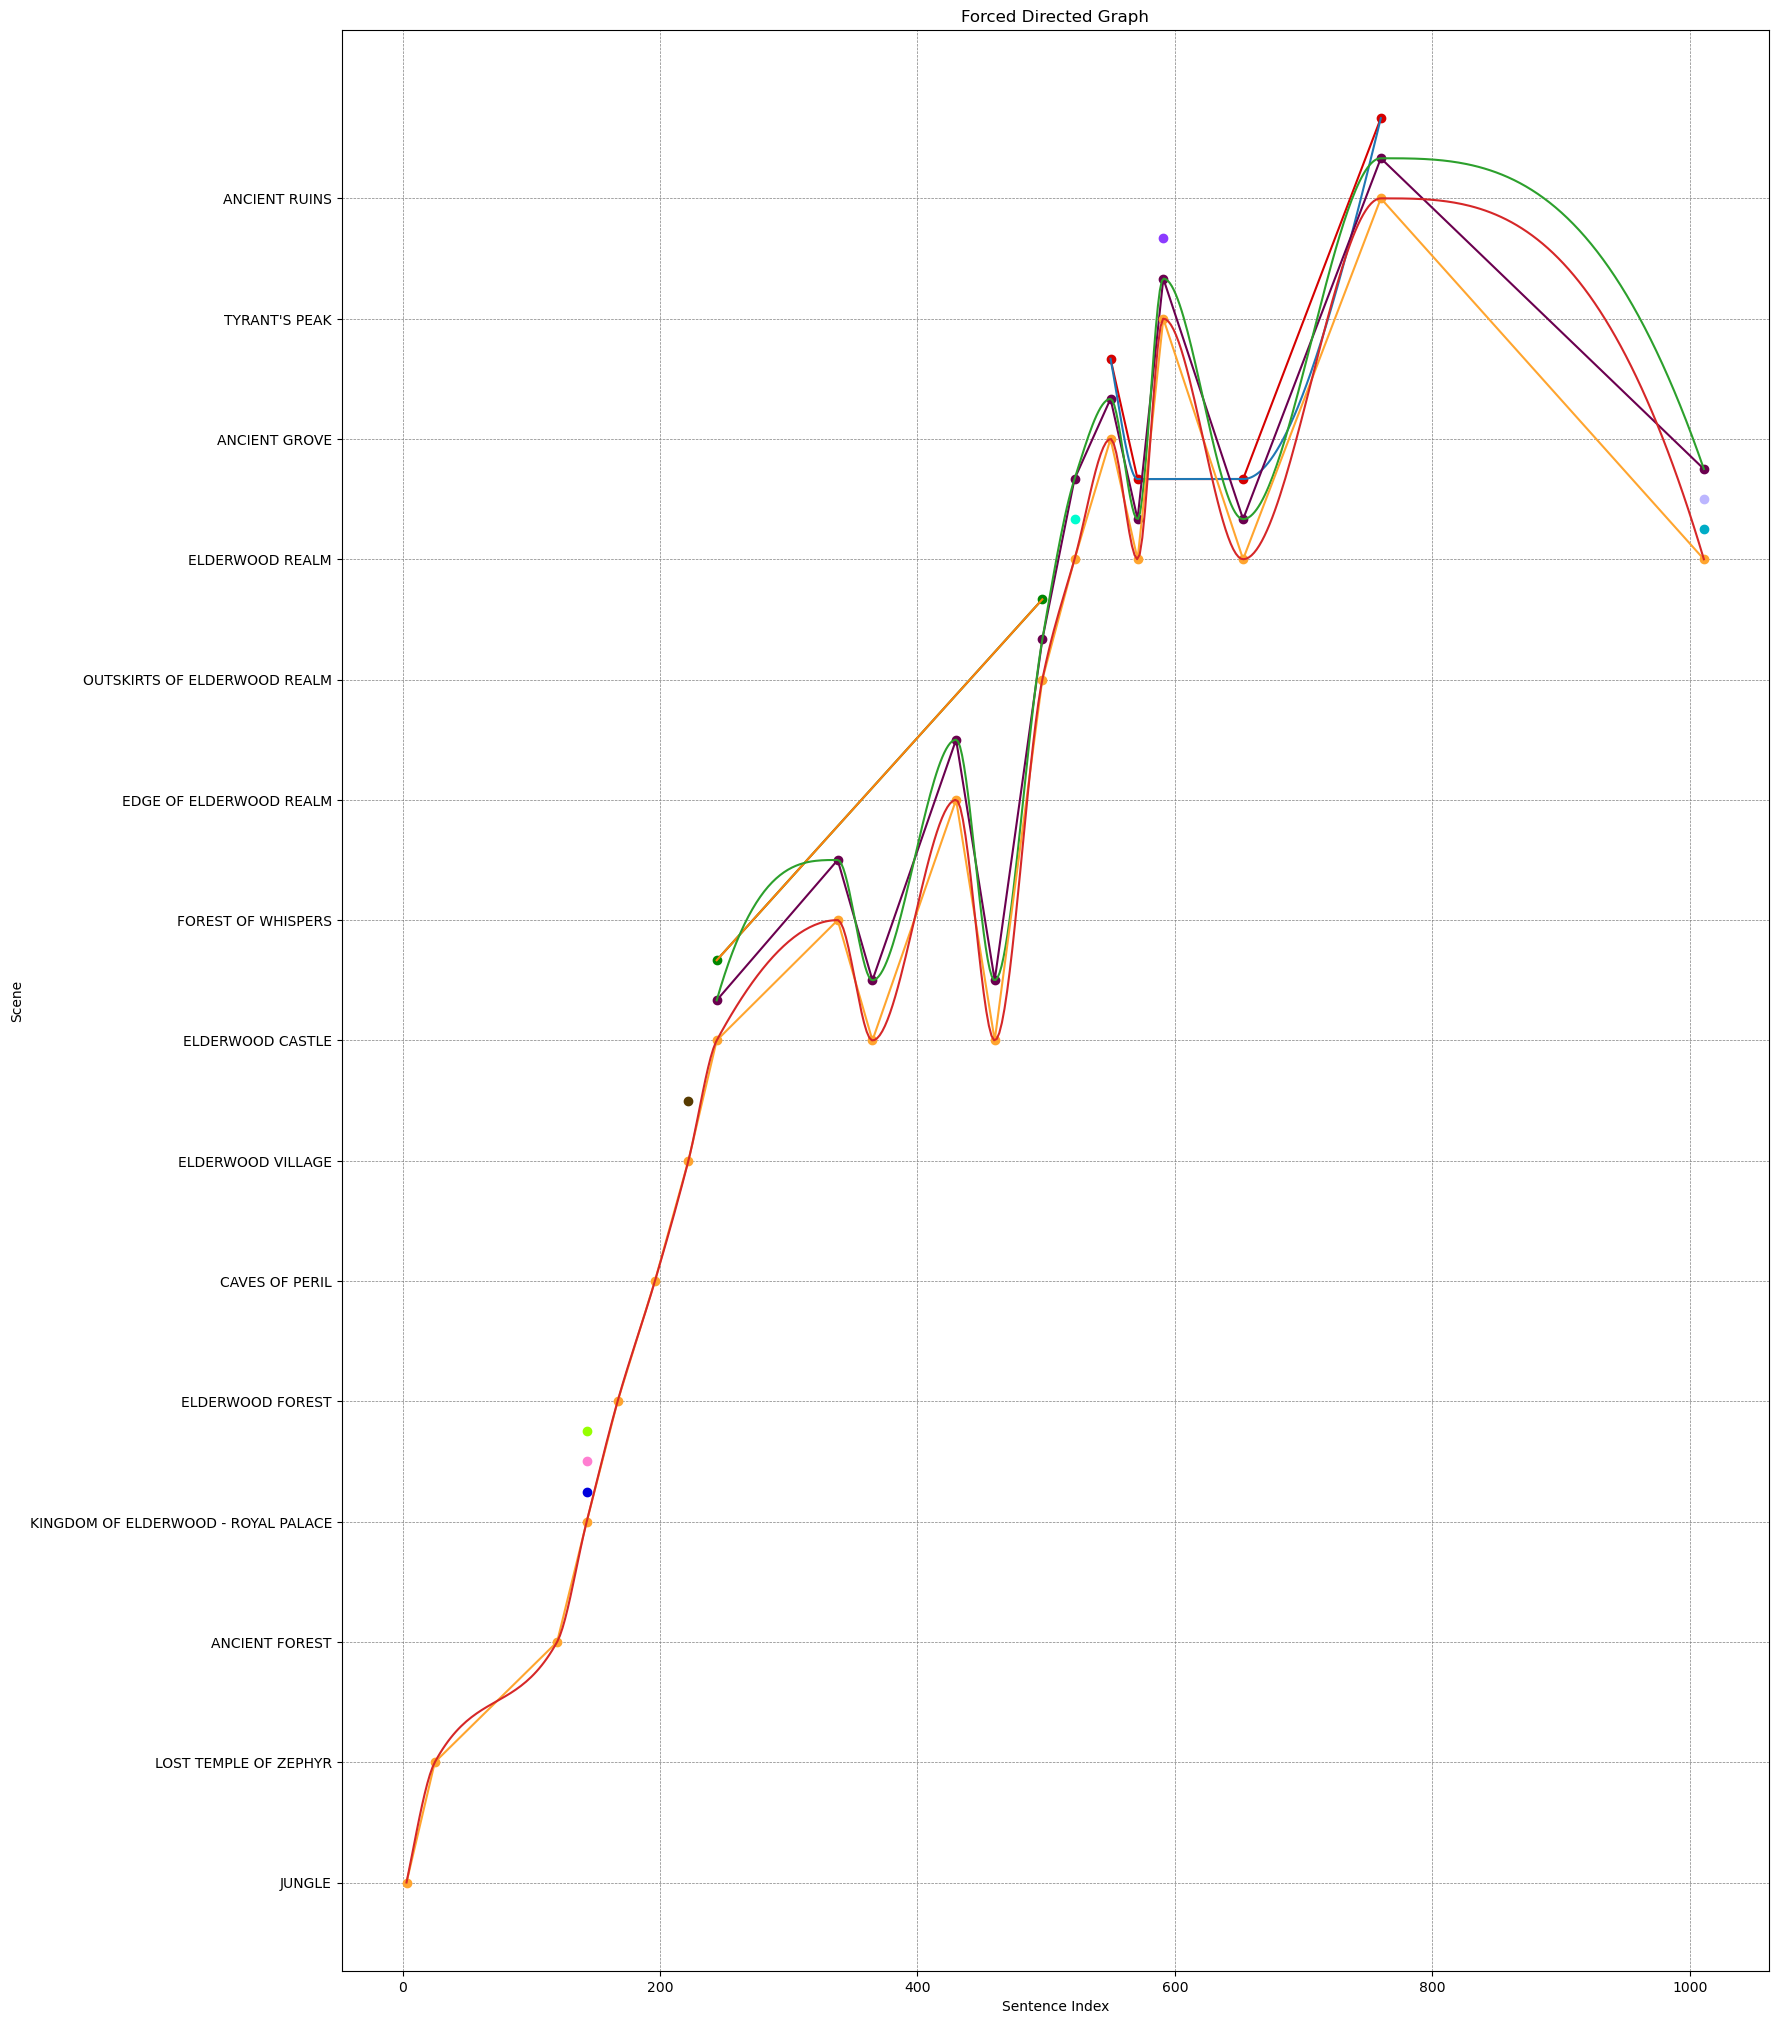 Forced Directed Graph
Scene
ANCIENT RUINS
TYRANT'S PEAK
ANCIENT GROVE
ELDERWOOD REALM
OUTSKIRTS OF ELDERWOOD REALM
EDGE OF ELDERWOOD REALM
FOREST OF WHISPERS
ELDERWOOD CASTLE
ELDERWOOD VILLAGE
CAVES OF PERIL
ELDERWOOD FOREST
KINGDOM OF ELDERWOOD - ROYAL PALACE
ANCIENT FOREST
LOST TEMPLE OF ZEPHYR
JUNGLE
0 200 400 600 800 1000
Sentence Index